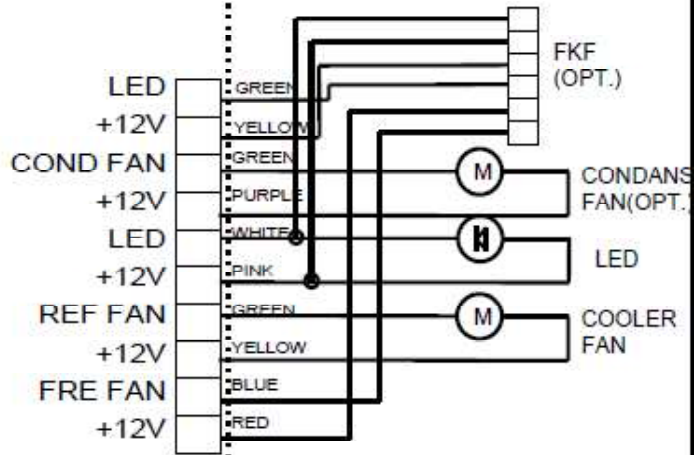 FKF
(OPT.)
LED GREEN
+12V YELLOW
COND FAN GREEN
M
CONDANS
FAN(OPT.)
+12V PURPLE
LED WHITE
LED
+12V PINK
REF FAN GREEN
M
COOLER
FAN
+12V YELLOW
FRE FAN BLUE
+12V RED